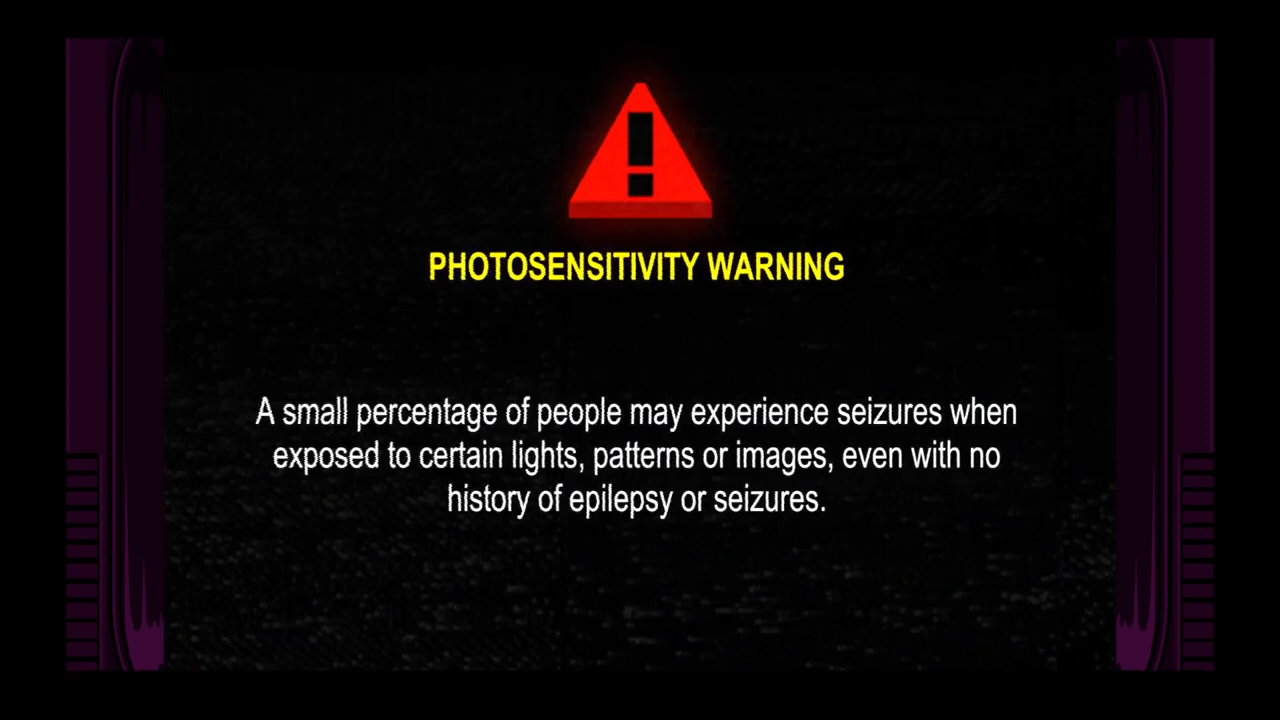 PHOTOSENSITIVITY WARNING
A small percentage of people may experience seizures when
exposed to certain lights, patterns or images, even with no
history of epilepsy or seizures.